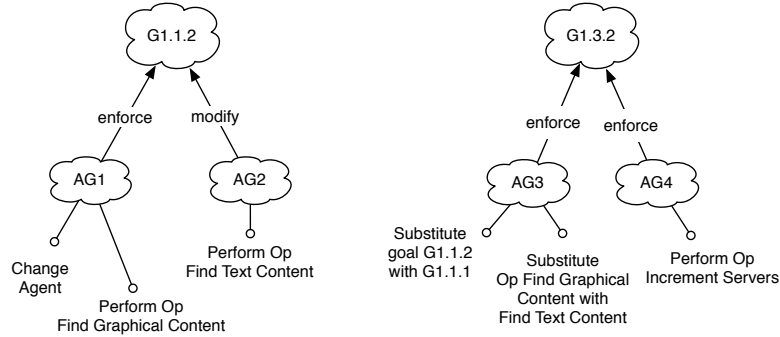 G1.1.2
G1.3.2
enforce
modify
enforce
enforce
AG1
AG2
AG3
AG4
Change
Agent
Perform Op
Find Graphical Content
Perform Op
Find Text Content
Substitute
goal G1.1.2
with G1.1.1
Substitute
Op Find Graphical
Content with
Find Text Content
Perform Op
Increment Servers